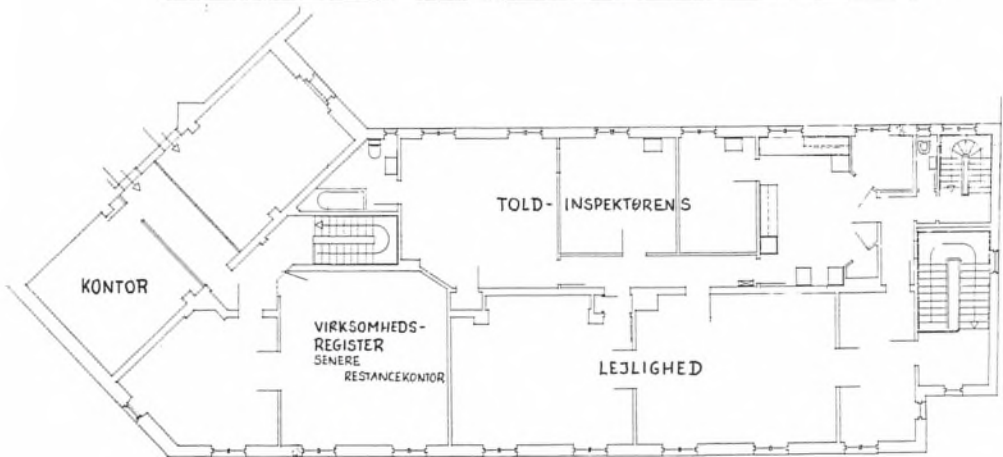 TOLD- INSPEKTØRENS
KONTOR
VIRKSOMHEDS-
REGISTER
SENERE
RESTANCEKONTOR
LEJLIGHED